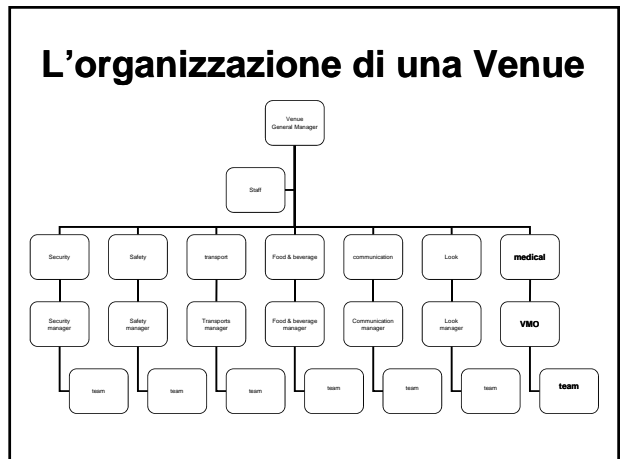 L'organizzazione di una Venue
Venue
General Manager
Staff
Security
Safety
transport
Food & beverage
communication
Look
medical
Security
manager
Safety
manager
Transports
manager
Food & beverage
manager
Communication
manager
Look
manager
VMO
team
team
team
team
team
team
team